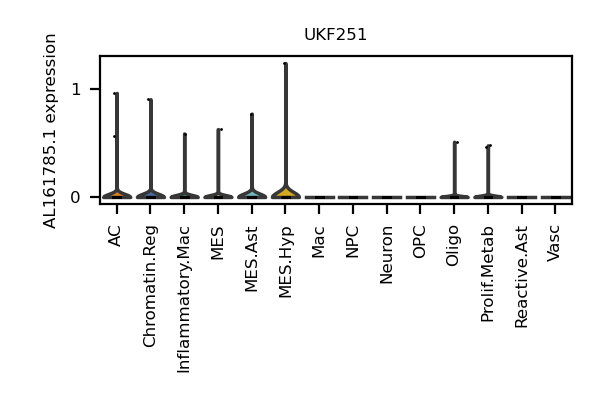 UKF251
AL161785.1 expression
1
0
AC
Chromatin.Reg
Inflammatory.Mac
MES
MES.Ast
MES.Hyp
Mac
NPC
Neuron
OPC
Oligo
Prolif.Metab
Reactive.Ast
Vasc